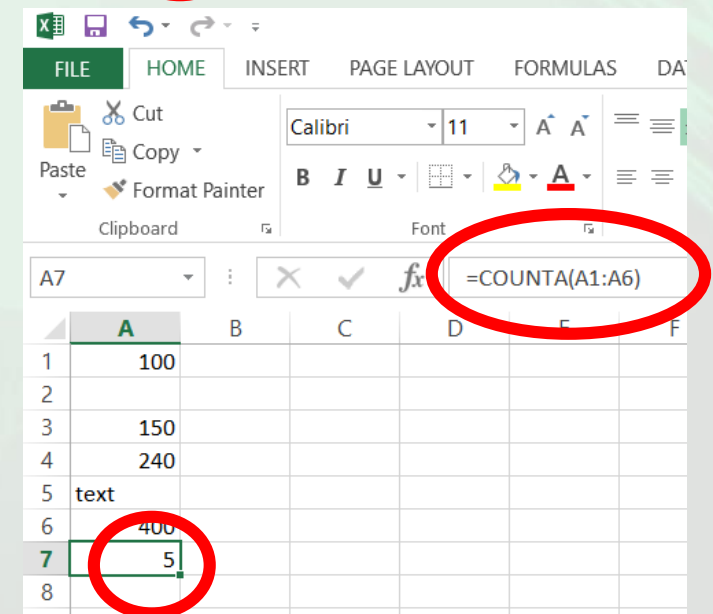 FILE HOME INSERT PAGE LAYOUT FORMULAS
Cut
Calibri 11 A A
Copy
Paste
Format Painter B I U A
Clipboard Font
A7 fx =COUNTA(A1:A6)
A B C D F
1 100
2
3 150
4 240
5 text
6 400
7 5
8